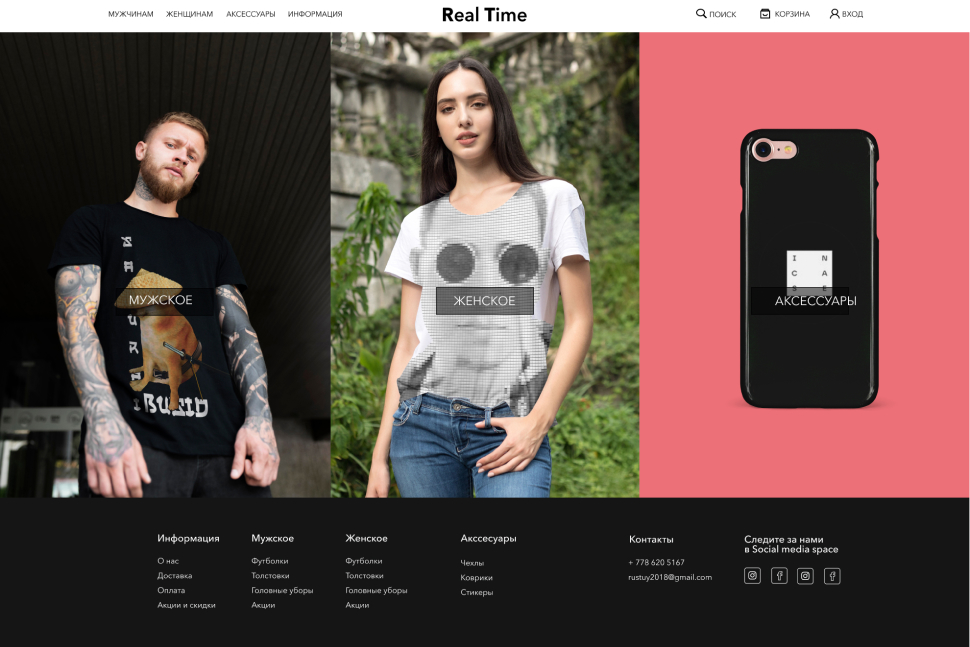 МУЖЧИНАМ ЖЕНЩИНАМ АКСЕССУАРЫ ИНФОРМАЦИЯ
Real Time
ПОИСК КОРЗИНА ВХОД
SAMURAI
BUSID
МУЖСКОЕ
ЖЕНСКОЕ
I N
C A
S E
АКСЕССУАРЫ
Информация
О нас
Доставка
Оплата
Акции и скидки
Мужское
Футболки
Толстовки
Головные уборы
Акции
Женское
Футболки
Толстовки
Головные уборы
Акции
Акссесуары
Чехлы
Коврики
Стикеры
Контакты
+ 778 620 5167
rustuy2018@gmail.com
Следите за нами
в Social media space